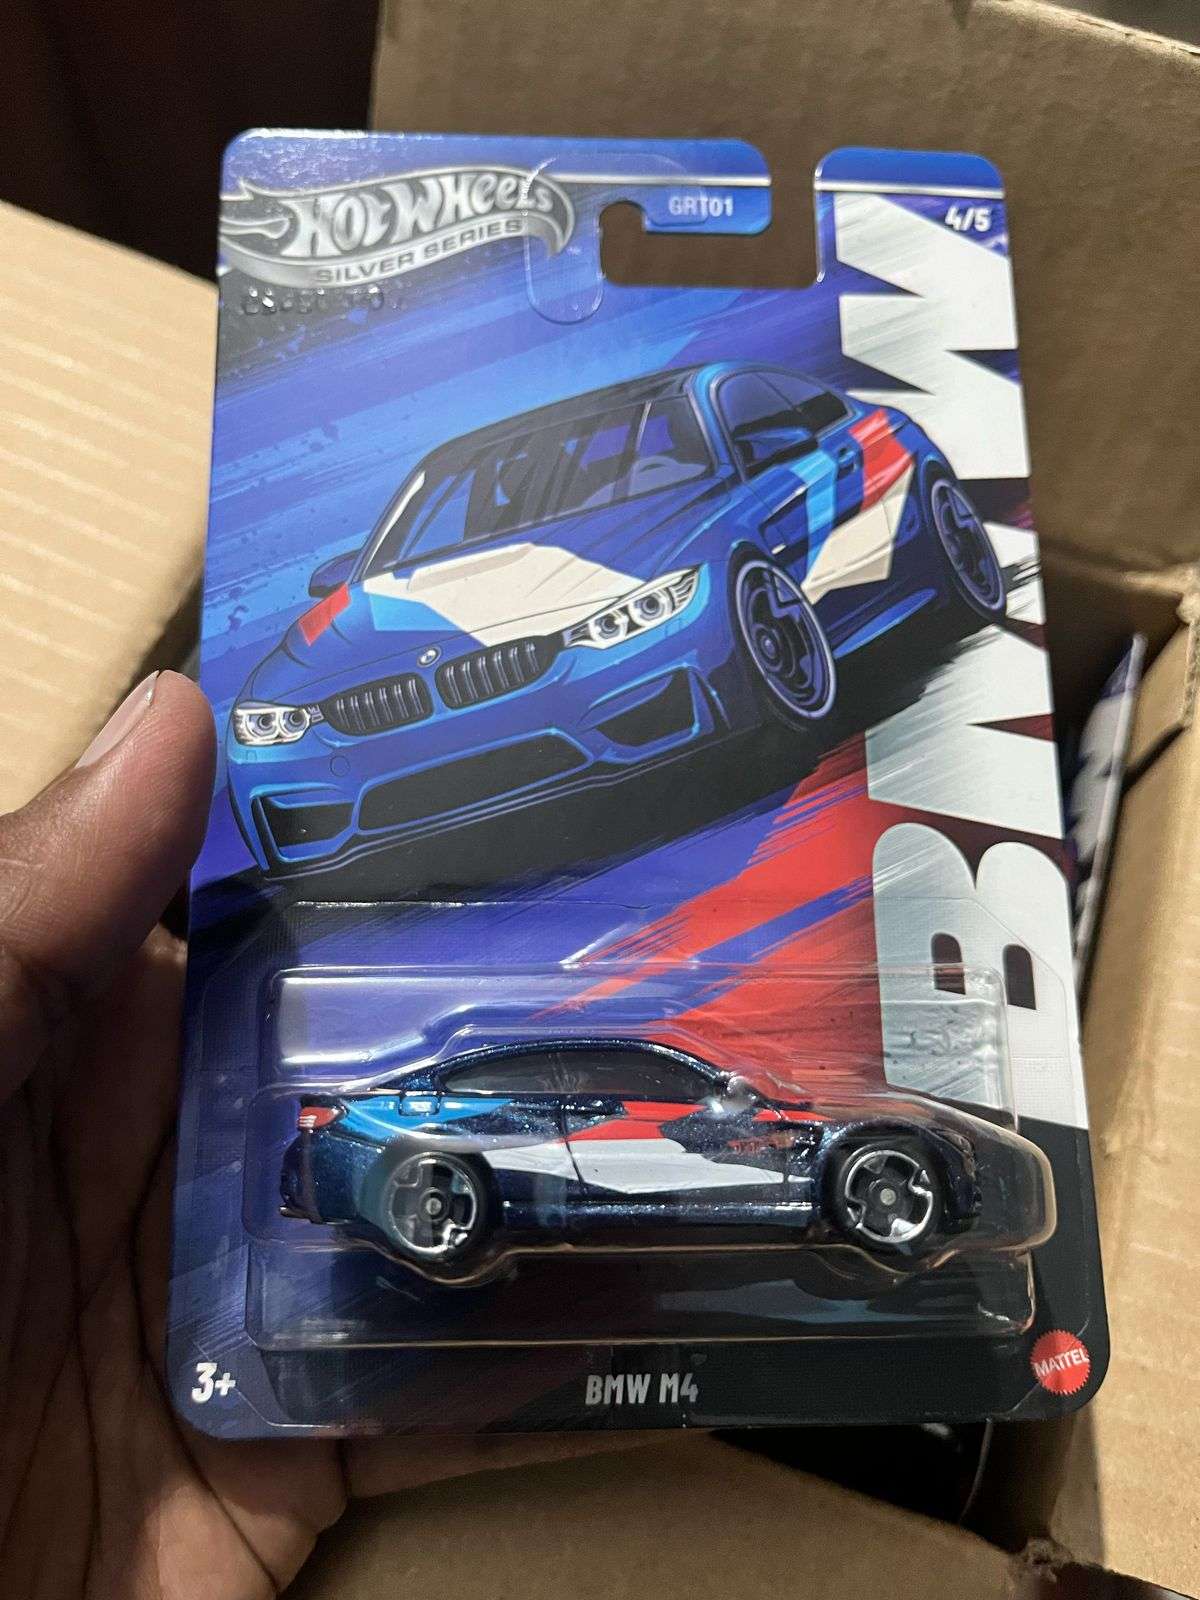 HOT WHEELS
SILVER SERIES
GRT01
4/5
BMW
3+
BMW M4
MATTEL